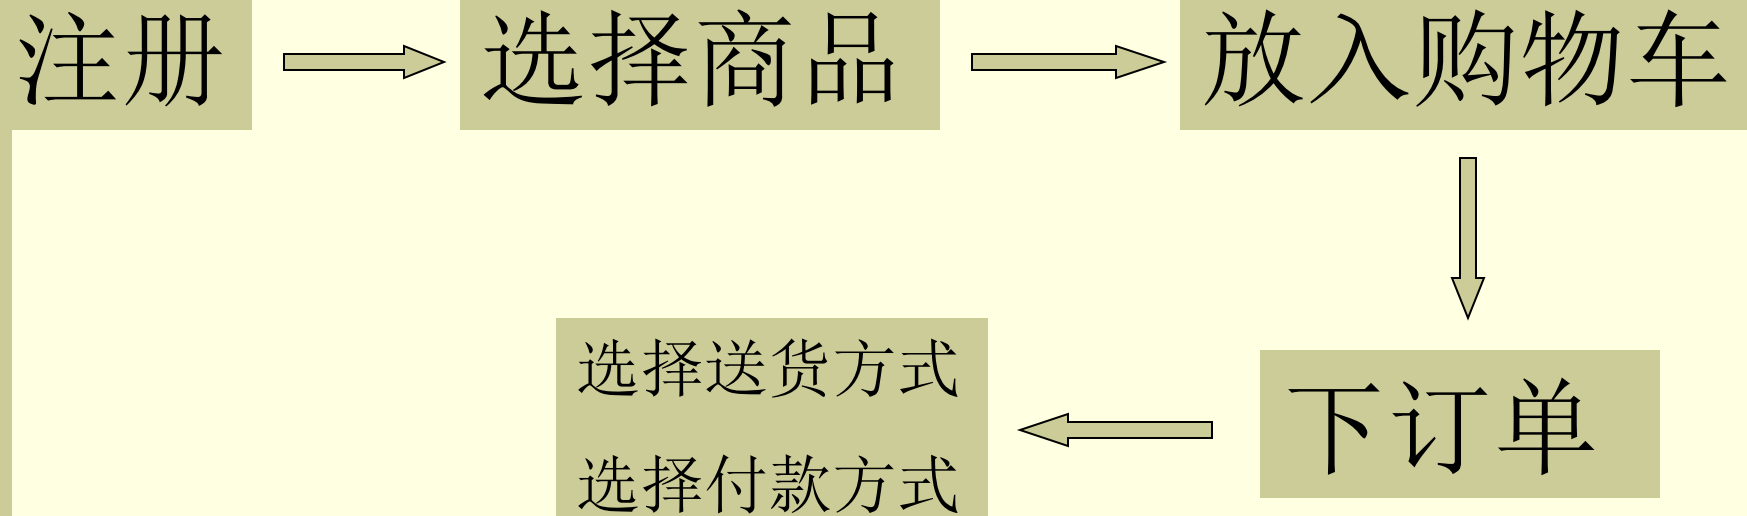 注册
选择商品
放入购物车
下订单
选择送货方式
选择付款方式